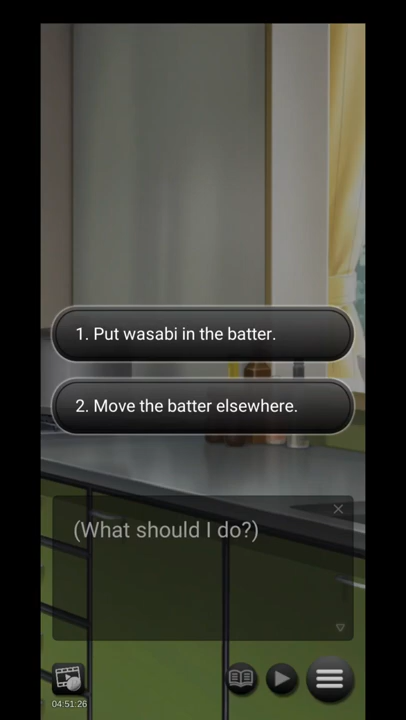 1. Put wasabi in the batter.
2. Move the batter elsewhere.
(What should I do?)
04:51:26